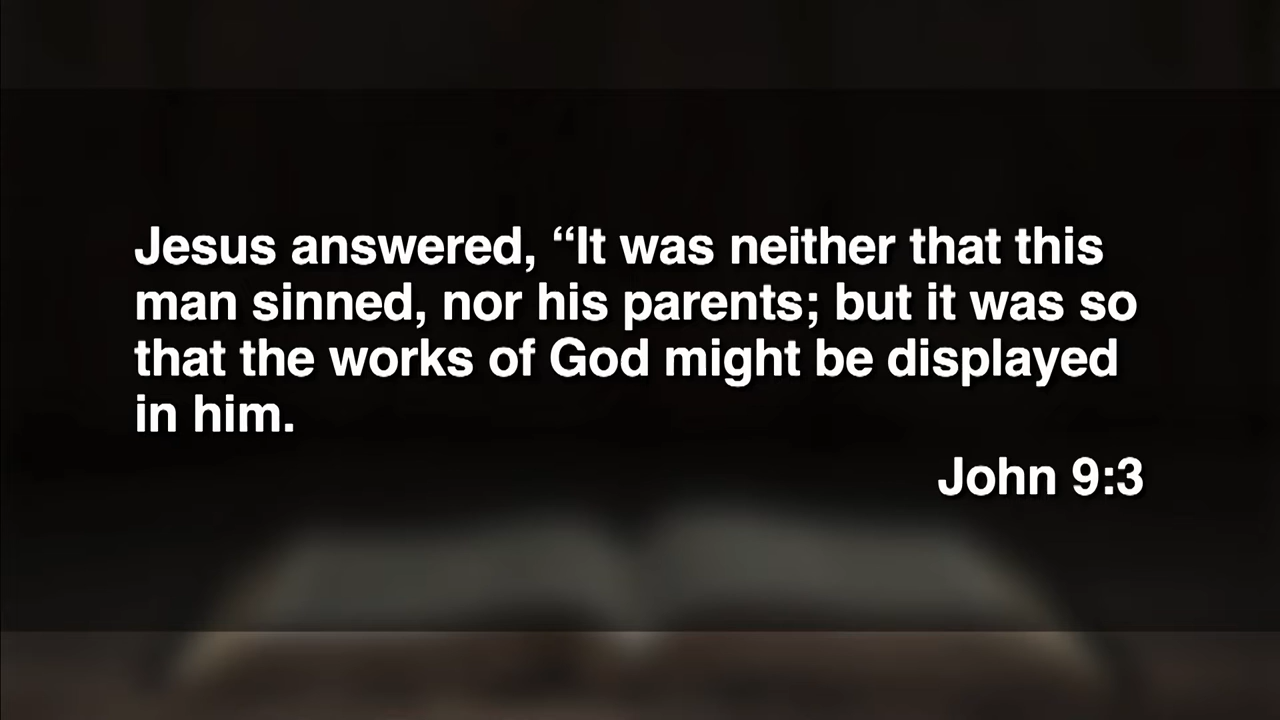 Jesus answered, “It was neither that this
man sinned, nor his parents; but it was so
that the works of God might be displayed
in him.
John 9:3